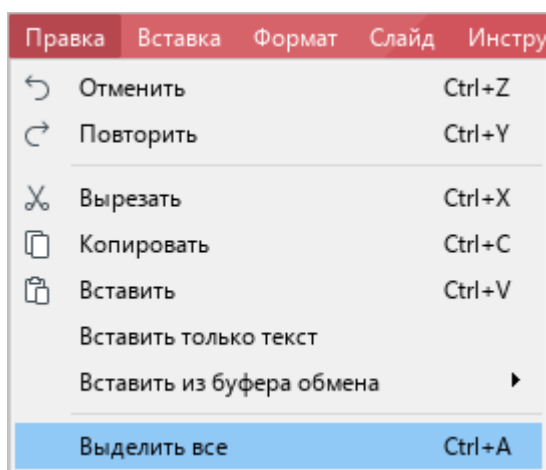 Правка Вставка Формат Слайд Инстру
Отменить Ctrl+Z
Повторить Ctrl+Y
Вырезать Ctrl+X
Копировать Ctrl+C
Вставить Ctrl+V
Вставить только текст
Вставить из буфера обмена
Выделить все Ctrl+A